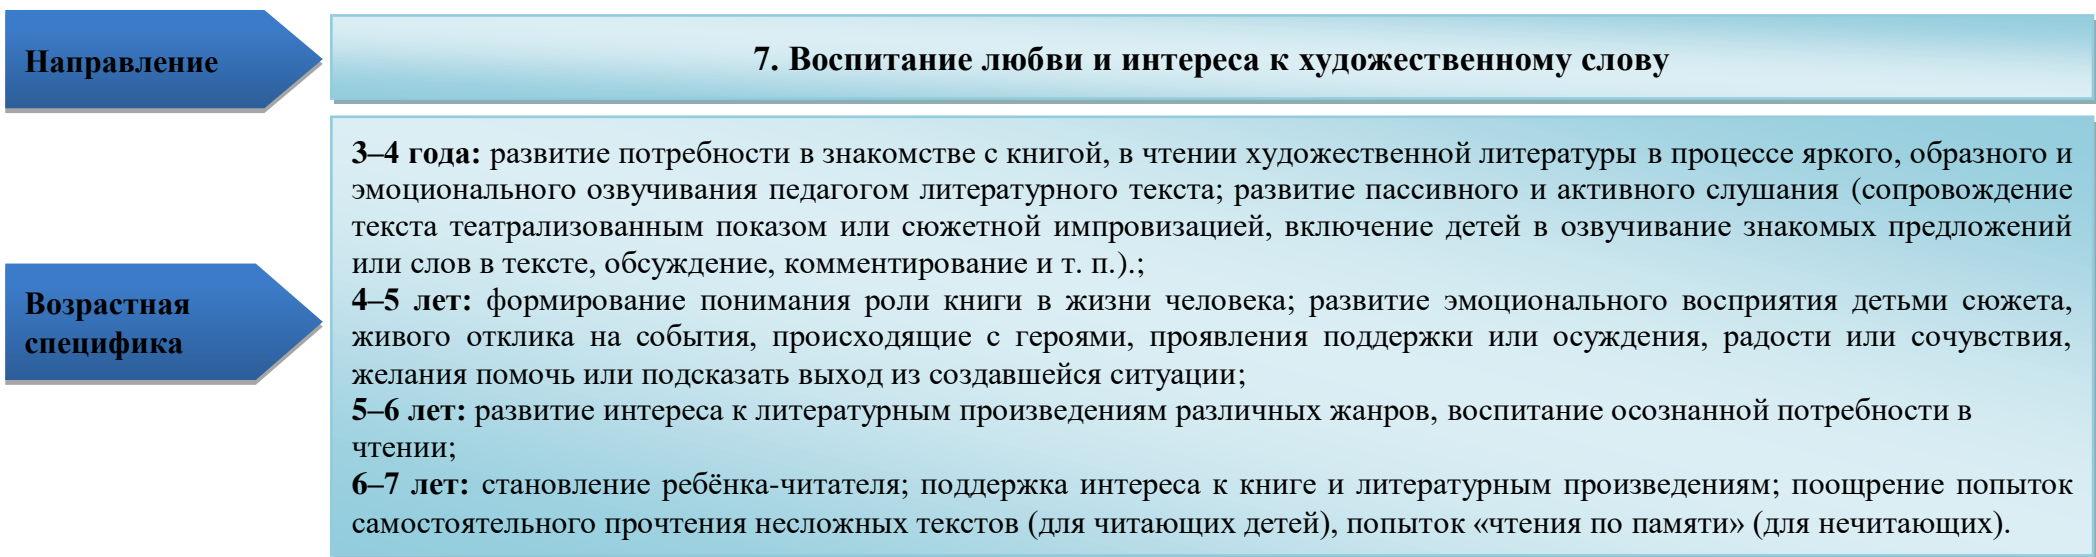 Направление
7. Воспитание любви и интереса к художественному слову
Возрастная
специфика
3–4 года: развитие потребности в знакомстве с книгой, в чтении художественной литературы в процессе яркого, образного и
эмоционального озвучивания педагогом литературного текста; развитие пассивного и активного слушания (сопровождение
текста театрализованным показом или сюжетной импровизацией, включение детей в озвучивание знакомых предложений
или слов в тексте, обсуждение, комментирование и т. п.).;
4–5 лет: формирование понимания роли книги в жизни человека; развитие эмоционального восприятия детьми сюжета,
живого отклика на события, происходящие с героями, проявления поддержки или осуждения, радости или сочувствия,
желания помочь или подсказать выход из создавшейся ситуации;
5–6 лет: развитие интереса к литературным произведениям различных жанров, воспитание осознанной потребности в
чтении;
6–7 лет: становление ребёнка-читателя; поддержка интереса к книге и литературным произведениям; поощрение попыток
самостоятельного прочтения несложных текстов (для читающих детей), попыток «чтения по памяти» (для нечитающих).